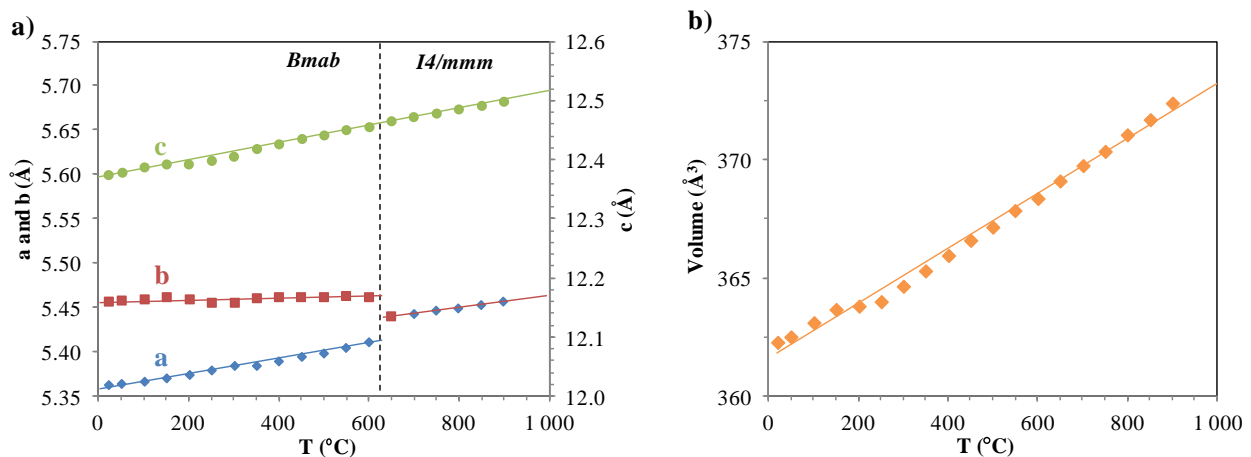 a)
a and b (Å)
5.75
5.70
5.65
5.60
5.55
5.50
5.45
5.40
5.35
Bmab
I4/mmm
c
b
a
12.6
12.5
12.4
12.3
12.2
12.1
12.0
c (Å)
0
200
400
600
800
1 000
T (°C)
b)
Volume (Å³)
375
370
365
360
0
200
400
600
800
1 000
T (°C)